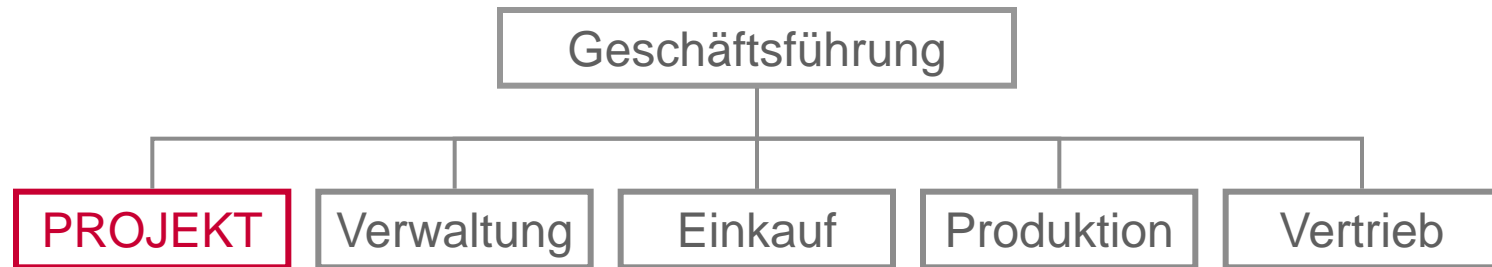 Geschäftsführung
PROJEKT
Verwaltung
Einkauf
Produktion
Vertrieb